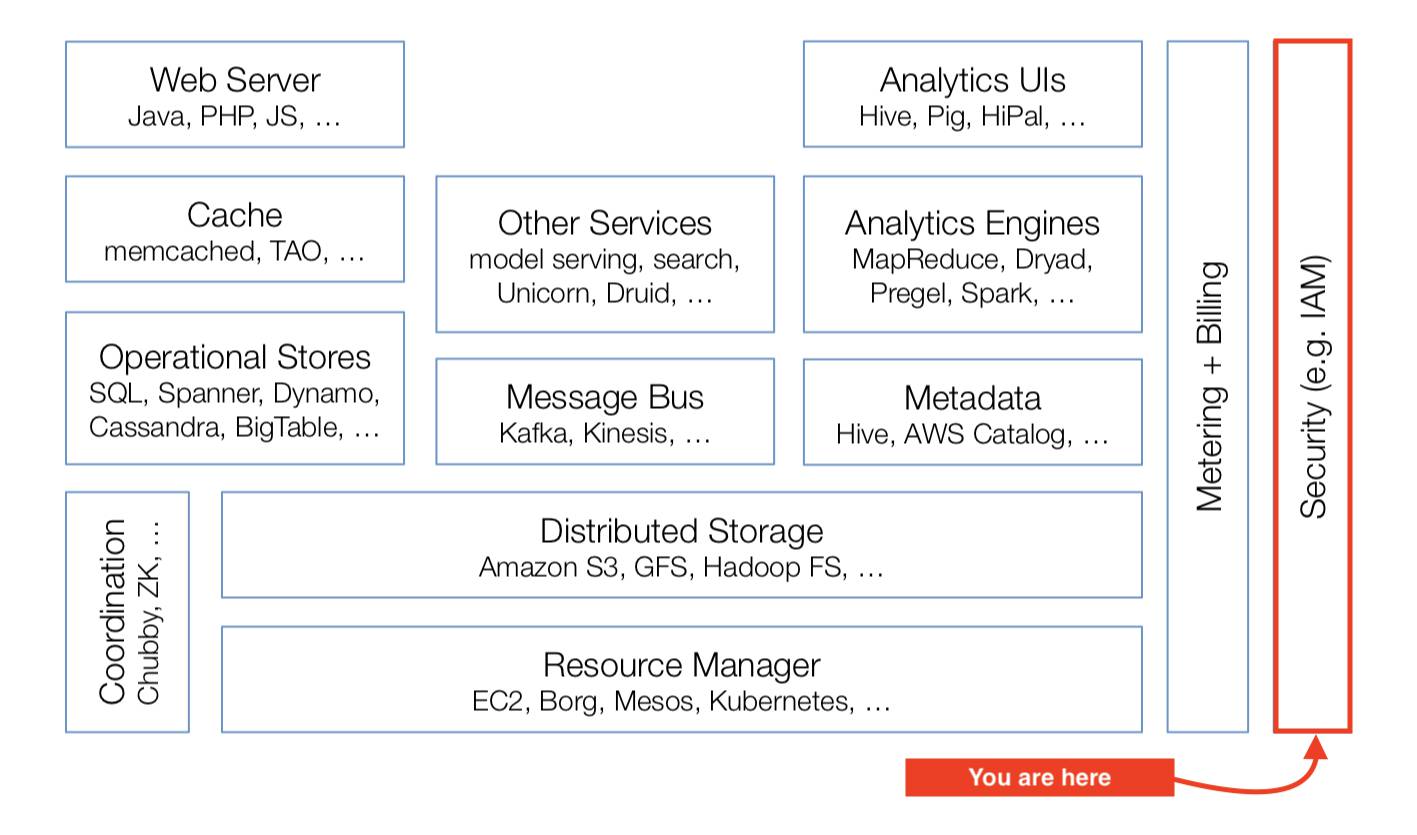 Web Server
Java, PHP, JS, …
Analytics UIs
Hive, Pig, HiPal, …
Cache
memcached, TAO, …
Other Services
model serving, search,
Unicorn, Druid, …
Analytics Engines
MapReduce, Dryad,
Pregel, Spark, …
Operational Stores
SQL, Spanner, Dynamo,
Cassandra, BigTable, …
Message Bus
Kafka, Kinesis, …
Metadata
Hive, AWS Catalog, …
Coordination
Chubby, ZK, …
Distributed Storage
Amazon S3, GFS, Hadoop FS, …
Resource Manager
EC2, Borg, Mesos, Kubernetes, …
Metering + Billing
Security (e.g. IAM)
You are here